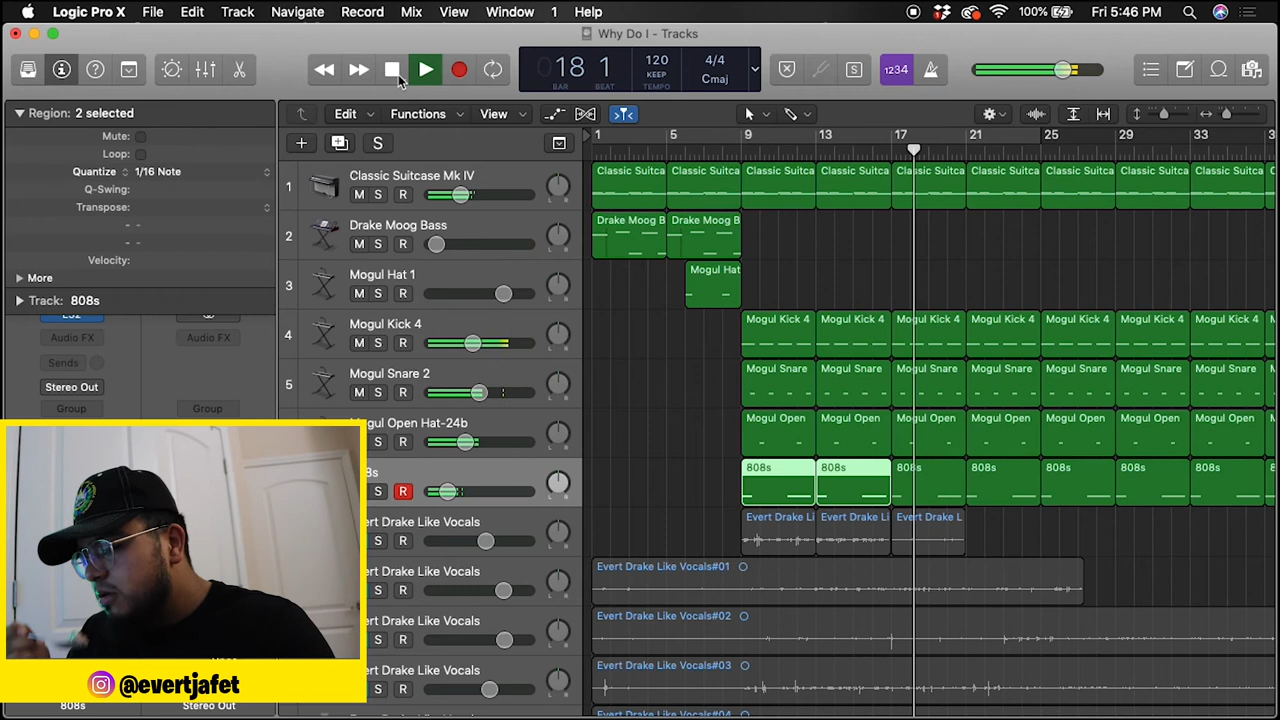 Logic Pro X File Edit Track Navigate Record Mix View Window 1 Help 100% Fri 5:46 PM
Why Do I - Tracks
18 1 120 4/4
BAR BEAT KEEP TEMPO Cmaj
1234
S
Region: 2 selected
Mute:
Loop:
Quantize 1/16 Note
Q-Swing:
Transpose:
Velocity:
More
Track: 808s
Audio FX Audio FX
Sends
Stereo Out
Group Group
Edit Functions View
S
1 5 9 13 17 21 25 29 33
1 Classic Suitcase Mk IV
M S
Classic Suitca Classic Suitca Classic Suitca Classic Suitca Classic Suitca Classic Suitca Classic Suitca Classic Suitca Classic Suitca
2 Drake Moog Bass
M S R
Drake Moog B Drake Moog B
3 Mogul Hat 1
M S R
Mogul Hat
4 Mogul Kick 4
M S R
Mogul Kick 4 Mogul Kick 4 Mogul Kick 4 Mogul Kick 4 Mogul Kick 4 Mogul Kick 4 Mogul Kick 4
5 Mogul Snare 2
M S R
Mogul Snare Mogul Snare Mogul Snare Mogul Snare Mogul Snare Mogul Snare Mogul Snare
Mogul Open Hat-24b
S R
Mogul Open Mogul Open Mogul Open Mogul Open Mogul Open Mogul Open Mogul Open
8s
S R
808s 808s 808s 808s 808s 808s 808s
Evert Drake Like Vocals
S R
Evert Drake Li Evert Drake Li Evert Drake L
Evert Drake Like Vocals
S R
Evert Drake Like Vocals#01
Evert Drake Like Vocals
S R
Evert Drake Like Vocals#02
Evert Drake Like Vocals
S R
Evert Drake Like Vocals#03
Evert Drake Like Vocals#04
@evertjafet
808s Stereo Out